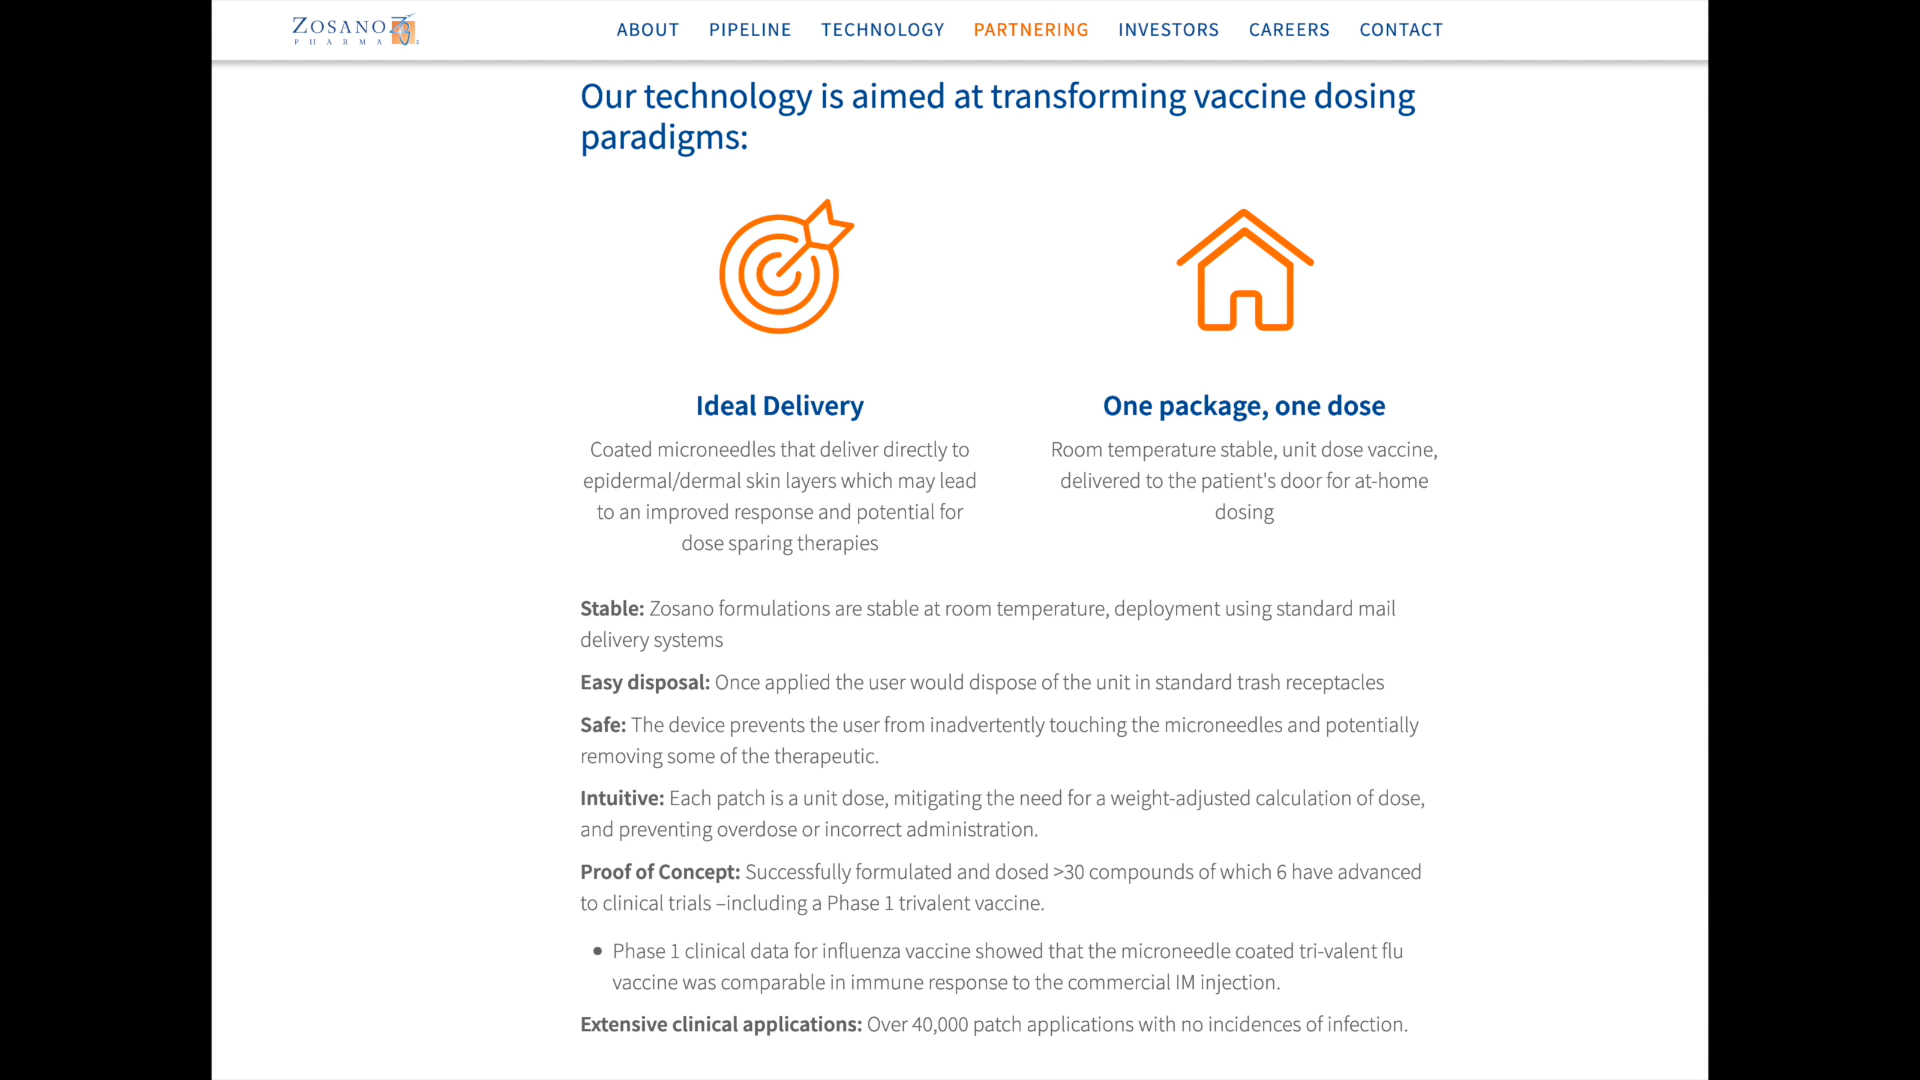 ZOSANO
PHARMA
ABOUT PIPELINE TECHNOLOGY PARTNERING INVESTORS CAREERS CONTACT
Our technology is aimed at transforming vaccine dosing
paradigms:
Ideal Delivery
Coated microneedles that deliver directly to
epidermal/dermal skin layers which may lead
to an improved response and potential for
dose sparing therapies
One package, one dose
Room temperature stable, unit dose vaccine,
delivered to the patient's door for at-home
dosing
Stable: Zosano formulations are stable at room temperature, deployment using standard mail
delivery systems
Easy disposal: Once applied the user would dispose of the unit in standard trash receptacles
Safe: The device prevents the user from inadvertently touching the microneedles and potentially
removing some of the therapeutic.
Intuitive: Each patch is a unit dose, mitigating the need for a weight-adjusted calculation of dose,
and preventing overdose or incorrect administration.
Proof of Concept: Successfully formulated and dosed >30 compounds of which 6 have advanced
to clinical trials –including a Phase 1 trivalent vaccine.
• Phase 1 clinical data for influenza vaccine showed that the microneedle coated tri-valent flu
vaccine was comparable in immune response to the commercial IM injection.
Extensive clinical applications: Over 40,000 patch applications with no incidences of infection.